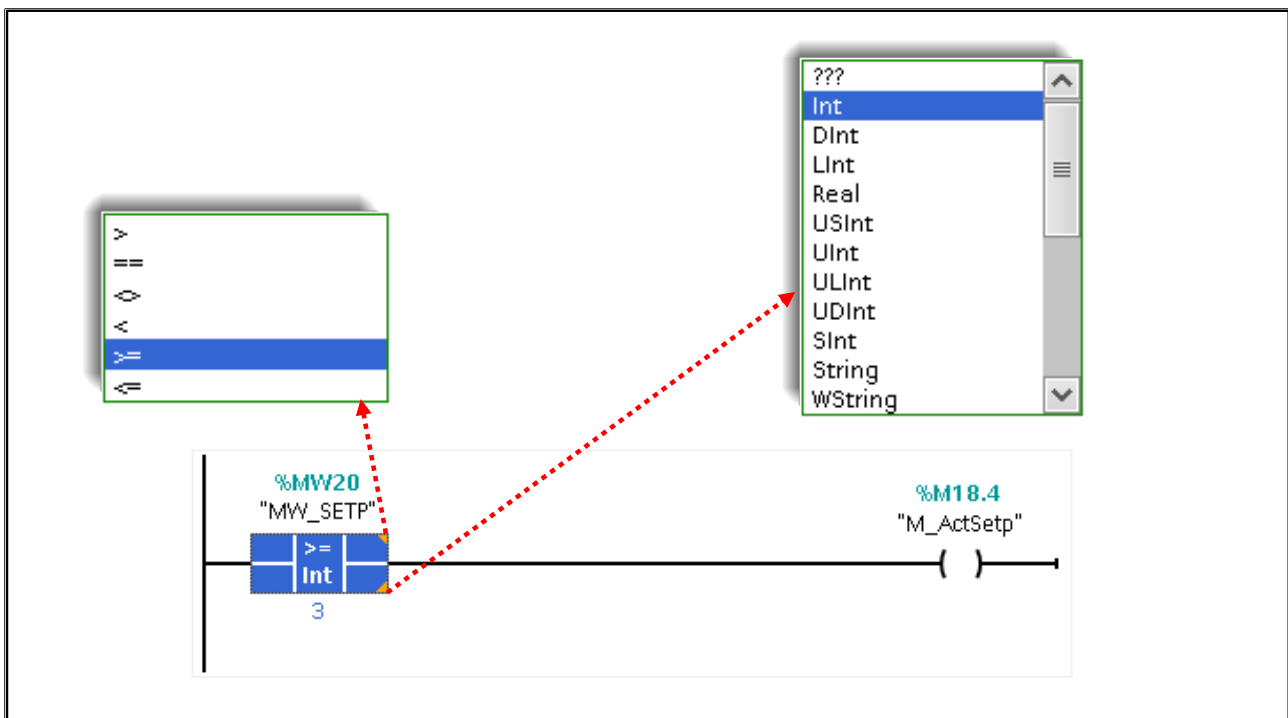 ???
Int
DInt
LInt
Real
USInt
UInt
ULInt
UDInt
SInt
String
WString
>
==
<>
<
>=
<=
%MW20
"MW_SETP"
>=
Int
3
%M18.4
"M_ActSetp"